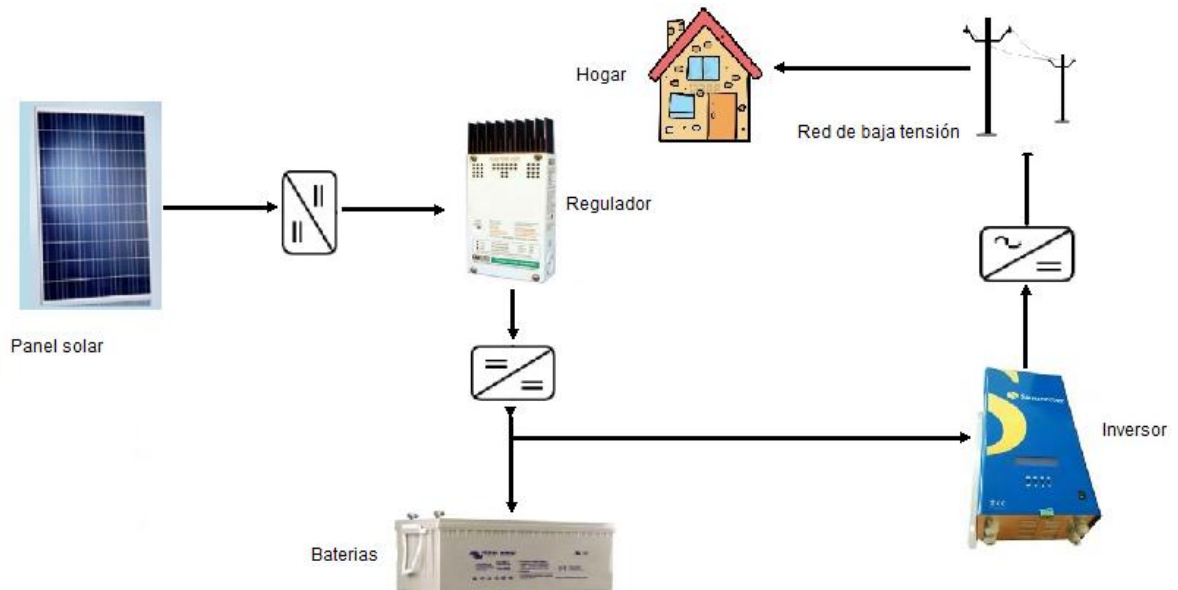 Hogar
Red de baja tensión
Regulador
Panel solar
Inversor
Baterias